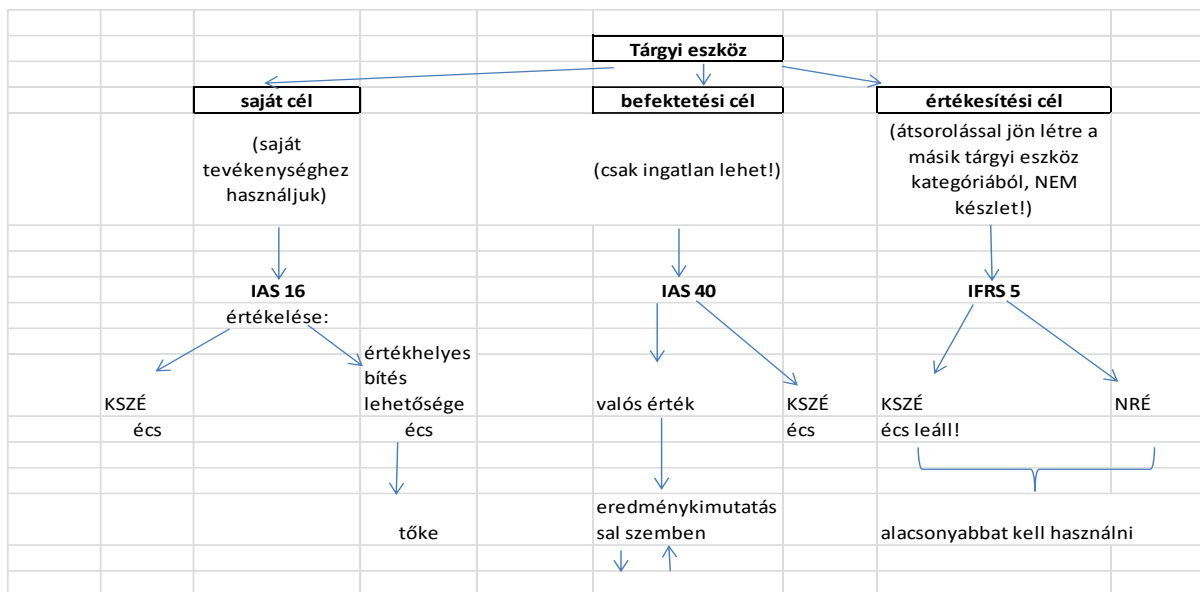 Tárgyi eszköz
saját cél
befektetési cél
értékesítési cél
(saját
tevékenységhez
használjuk)
(csak ingatlan lehet!)
(átsorolással jön létre a
másik tárgyi eszköz
kategóriából, NEM
készlet!)
IAS 16
IAS 40
IFRS 5
értékelése:
KSZÉ
écs
értékhelyes
bítés
lehetősége
écs
valós érték
KSZÉ
écs
KSZÉ
écs leáll!
NRÉ
tőke
eredménykimutatás
sal szemben
alacsonyabbat kell használni